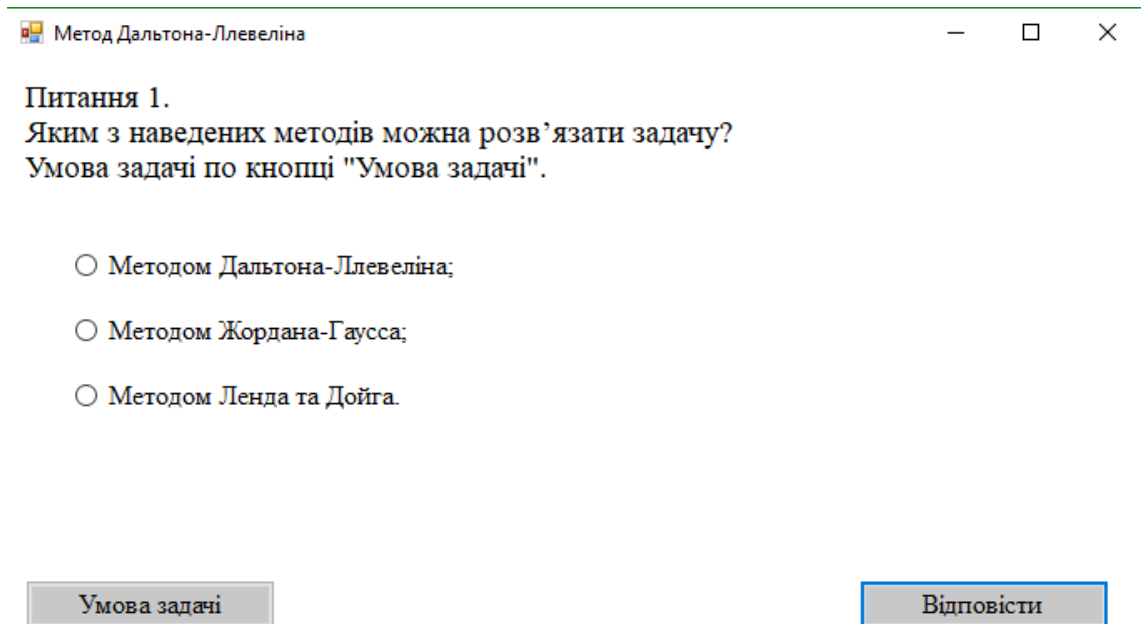 Метод Дальтона-Ллевеліна
Питання 1.
Яким з наведених методів можна розв’язати задачу?
Умова задачі по кнопці "Умова задачі".
Методом Дальтона-Ллевеліна;
Методом Жордана-Гаусса;
Методом Ленда та Дойга.
Умова задачі
Відповісти